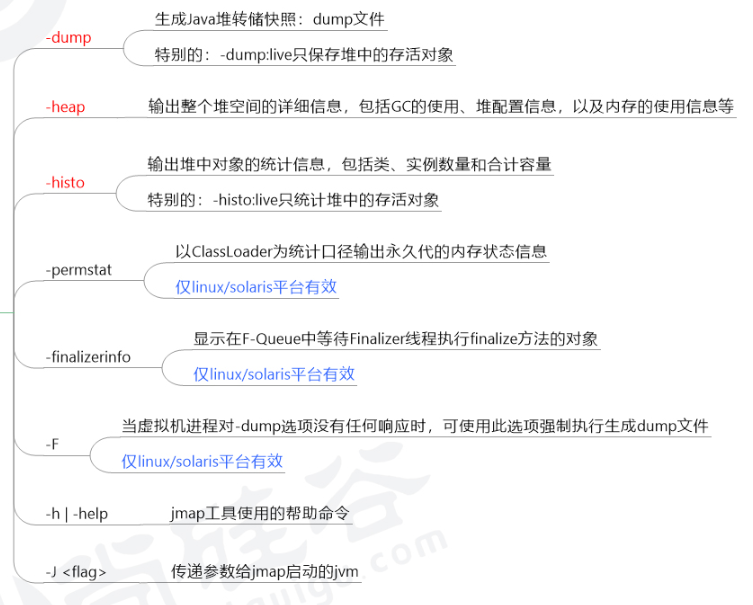 -dump
生成Java堆转储快照：dump文件
特别的：-dump:live只保存堆中的存活对象
-heap
输出整个堆空间的详细信息，包括GC的使用、堆配置信息，以及内存的使用信息等
-histo
输出堆中对象的统计信息，包括类、实例数量和合计容量
特别的：-histo:live只统计堆中的存活对象
-permstat
以ClassLoader为统计口径输出永久代的内存状态信息
仅linux/solaris平台有效
-finalizerinfo
显示在F-Queue中等待Finalizer线程执行finalize方法的对象
仅linux/solaris平台有效
-F
当虚拟机进程对-dump选项没有任何响应时，可使用此选项强制执行生成dump文件
仅linux/solaris平台有效
-h | -help
jmap工具使用的帮助命令
-J <flag>
传递参数给jmap启动的jvm
尚硅谷